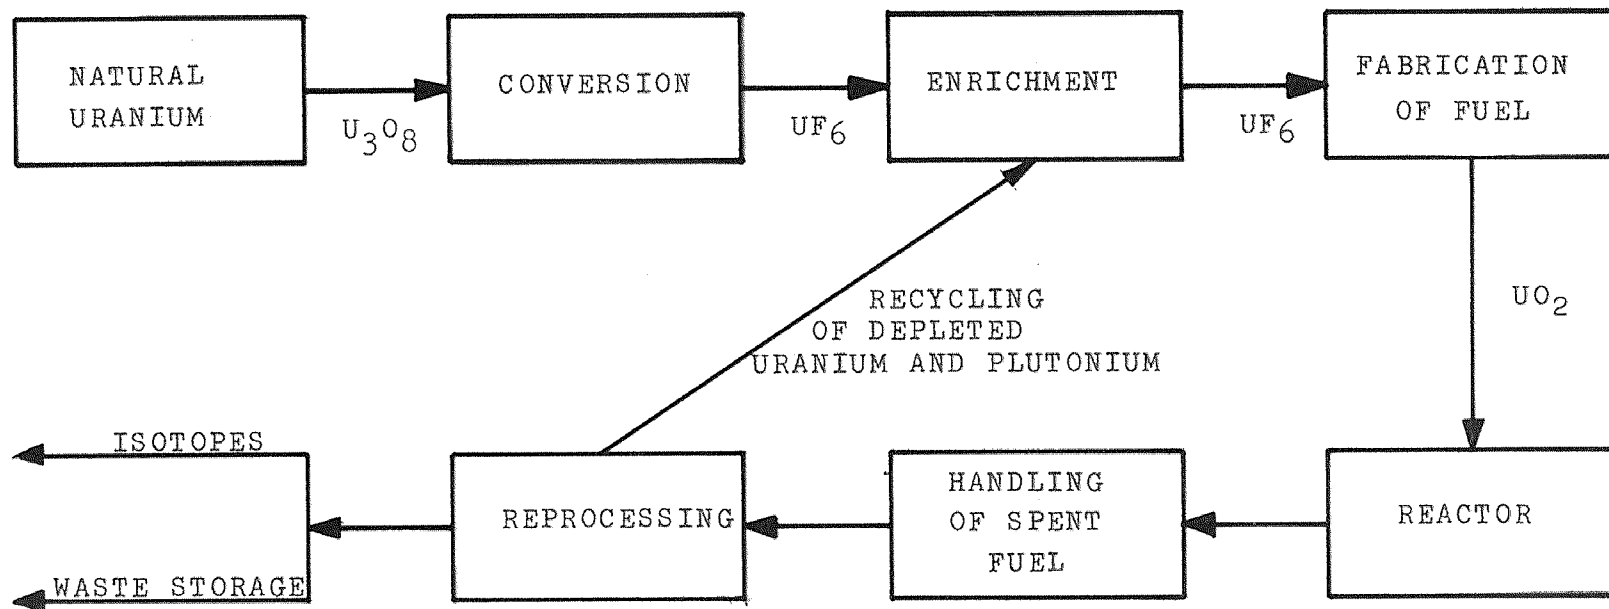 NATURAL
URANIUM
U3O8
CONVERSION
UF6
ENRICHMENT
UF6
FABRICATION
OF FUEL
UO2
RECYCLING
OF DEPLETED
URANIUM AND PLUTONIUM
ISOTOPES
WASTE STORAGE
REPROCESSING
HANDLING
OF SPENT
FUEL
REACTOR